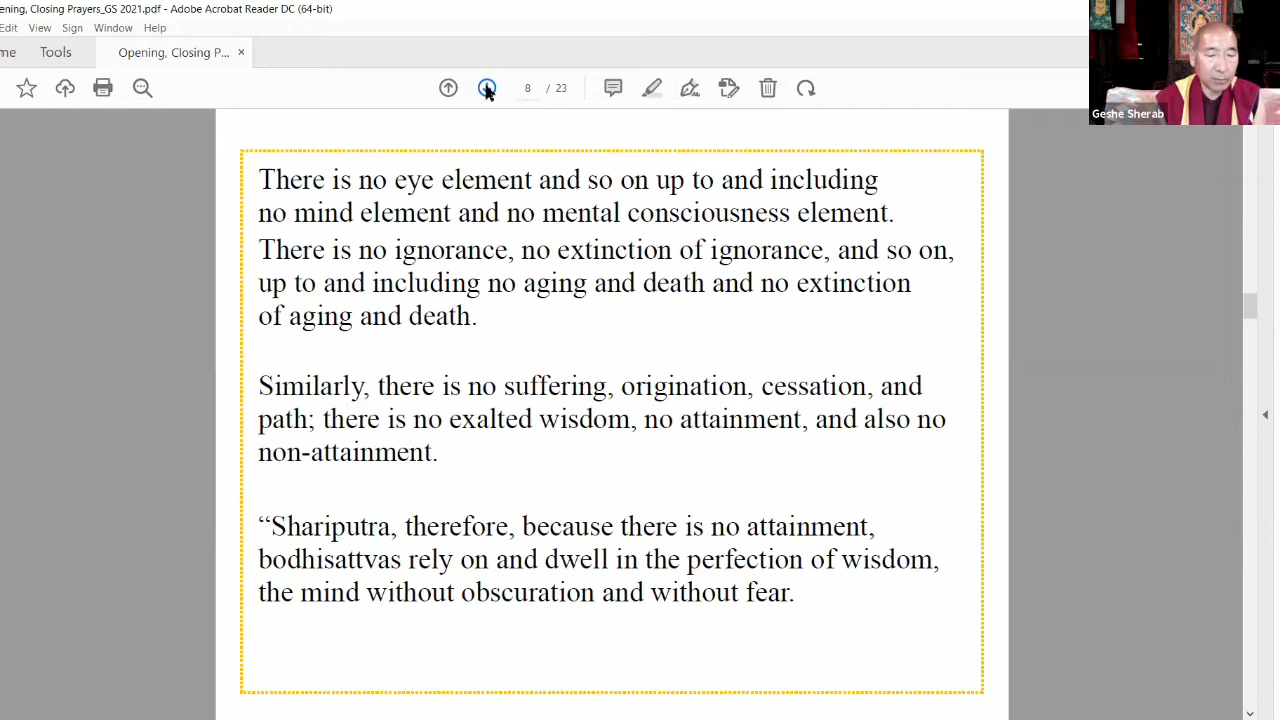 ening, Closing Prayers_GS 2021.pdf - Adobe Acrobat Reader DC (64-bit)
Edit View Sign Window Help
me Tools Opening, Closing P... ×
8 / 23
Geshe Sherab
There is no eye element and so on up to and including
no mind element and no mental consciousness element.
There is no ignorance, no extinction of ignorance, and so on,
up to and including no aging and death and no extinction
of aging and death.
Similarly, there is no suffering, origination, cessation, and
path; there is no exalted wisdom, no attainment, and also no
non-attainment.
“Shariputra, therefore, because there is no attainment,
bodhisattvas rely on and dwell in the perfection of wisdom,
the mind without obscuration and without fear.